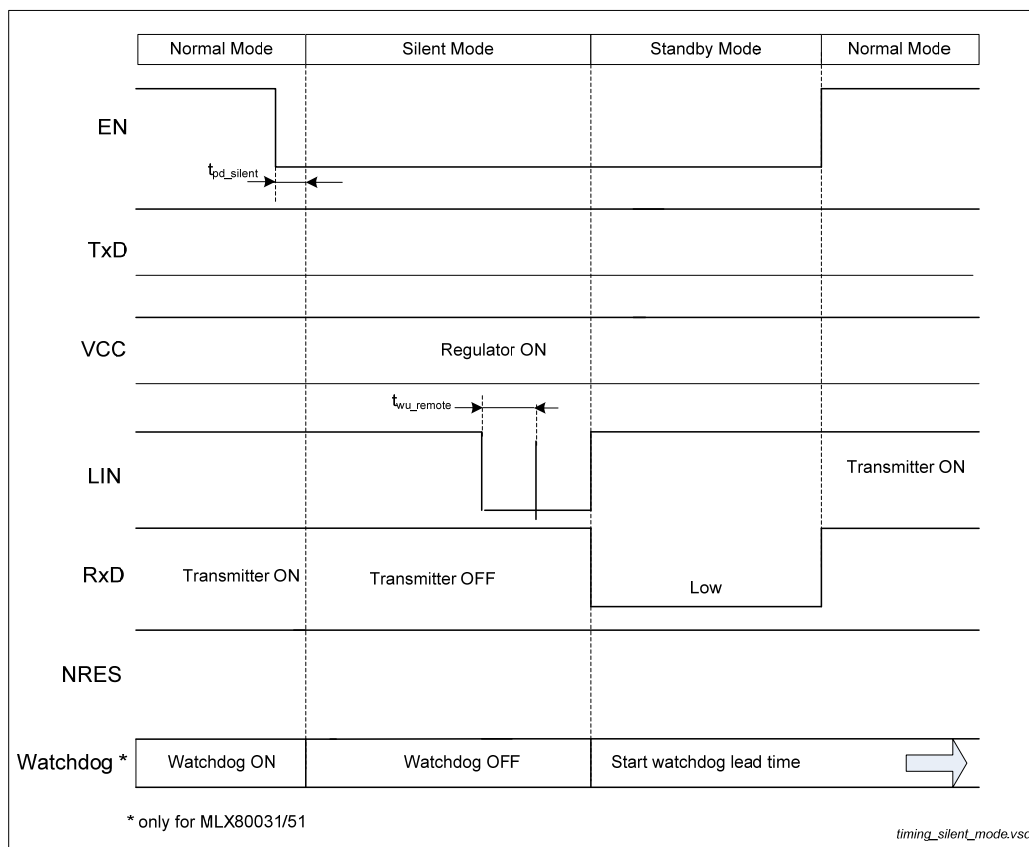 Normal Mode Silent Mode Standby Mode Normal Mode
EN
tpd_silent
TxD
VCC
Regulator ON
twu_remote
LIN
Transmitter ON
RxD
Transmitter ON Transmitter OFF
Low
NRES
Watchdog * Watchdog ON Watchdog OFF Start watchdog lead time
* only for MLX80031/51
timing_silent_mode.vsd